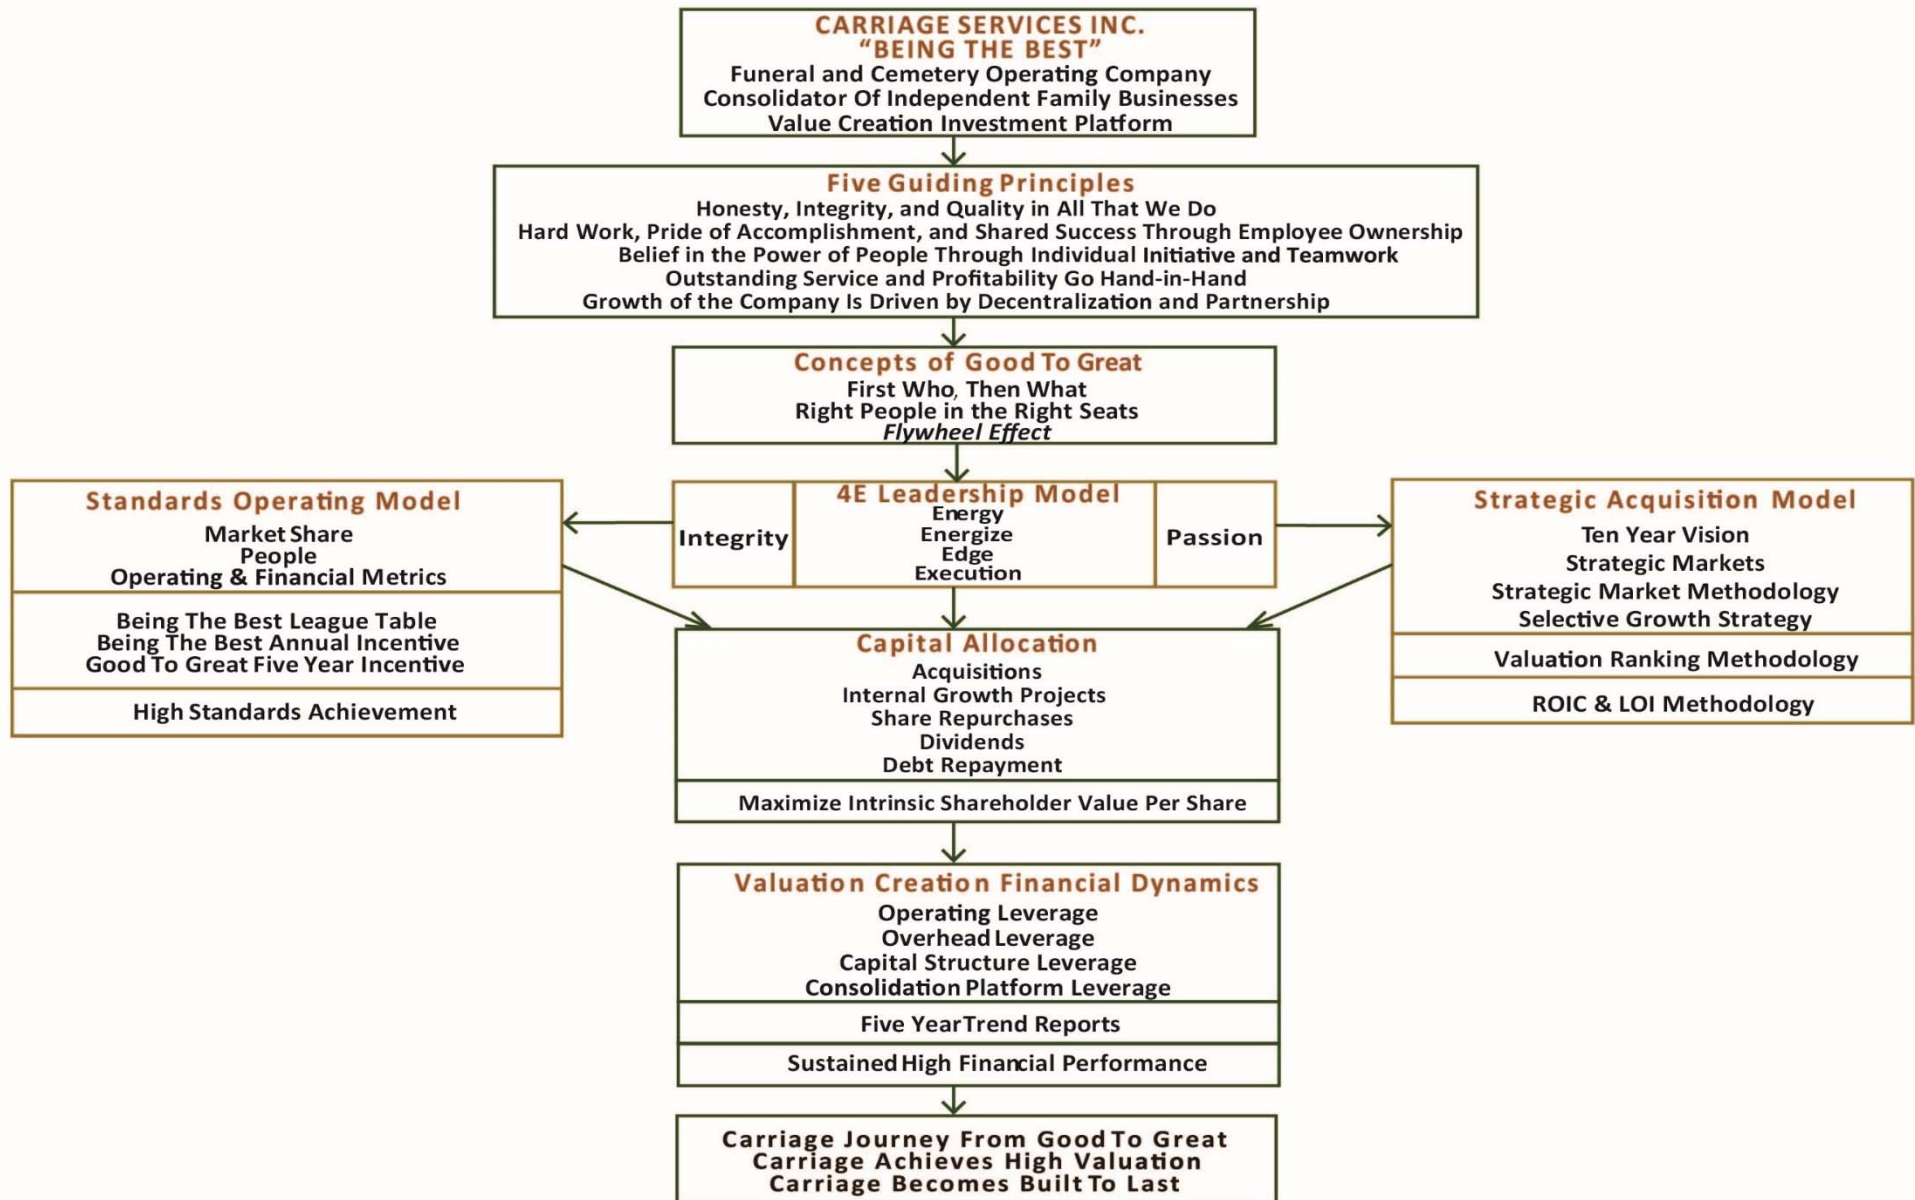 CARRIAGE SERVICES INC.
“BEING THE BEST”
Funeral and Cemetery Operating Company
Consolidator Of Independent Family Businesses
Value Creation Investment Platform
Five Guiding Principles
Honesty, Integrity, and Quality in All That We Do
Hard Work, Pride of Accomplishment, and Shared Success Through Employee Ownership
Belief in the Power of People Through Individual Initiative and Teamwork
Outstanding Service and Profitability Go Hand-in-Hand
Growth of the Company Is Driven by Decentralization and Partnership
Concepts of Good To Great
First Who, Then What
Right People in the Right Seats
Flywheel Effect
Standards Operating Model
Market Share
People
Operating & Financial Metrics
Being The Best League Table
Being The Best Annual Incentive
Good To Great Five Year Incentive
High Standards Achievement
Integrity
4E Leadership Model
Energy
Energize
Edge
Execution
Passion
Strategic Acquisition Model
Ten Year Vision
Strategic Markets
Strategic Market Methodology
Selective Growth Strategy
Valuation Ranking Methodology
ROIC & LOI Methodology
Capital Allocation
Acquisitions
Internal Growth Projects
Share Repurchases
Dividends
Debt Repayment
Maximize Intrinsic Shareholder Value Per Share
Valuation Creation Financial Dynamics
Operating Leverage
Overhead Leverage
Capital Structure Leverage
Consolidation Platform Leverage
Five Year Trend Reports
Sustained High Financial Performance
Carriage Journey From Good To Great
Carriage Achieves High Valuation
Carriage Becomes Built To Last